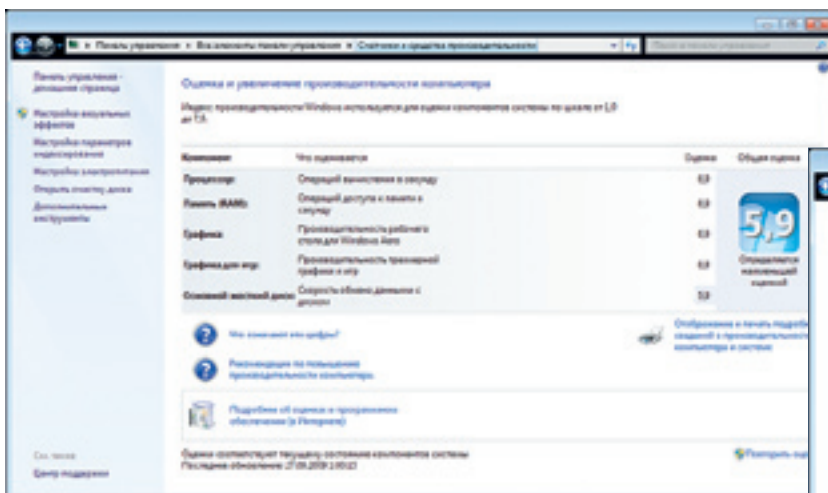 Панель управления
Все элементы панели управления
Счетчики и средства производительности
Панель управления -
домашняя страница
Настройка визуальных
эффектов
Настройка параметров
индексирования
Настройка электропитания
Открыть очистку диска
Дополнительные
инструменты
См. также
Центр поддержки
Оценка и увеличение производительности компьютера
Индекс производительности Windows используется для оценки компонентов системы по шкале от 1,0
до 7,9.
Компонент Что оценивается Оценка Общая оценка
Процессор: Операций вычисления в секунду
Память (RAM): Операций доступа к памяти в
секунду
Графика: Производительность рабочего
стола для Windows Aero
Графика для игр: Производительность трехмерной
графики и игр
Основной жесткий диск: Скорость обмена данными с
диском 5,9
5,9
Определяется
наименьшей
оценкой
Что означают эти цифры?
Рекомендации по повышению
производительности компьютера.
Отображение и печать подробных
сведений о производительности
компьютера и системе
Подробнее об оценках и программном
обеспечении (в Интернете)
Оценки соответствуют текущему состоянию компонентов системы
Последнее обновление:
Повторить